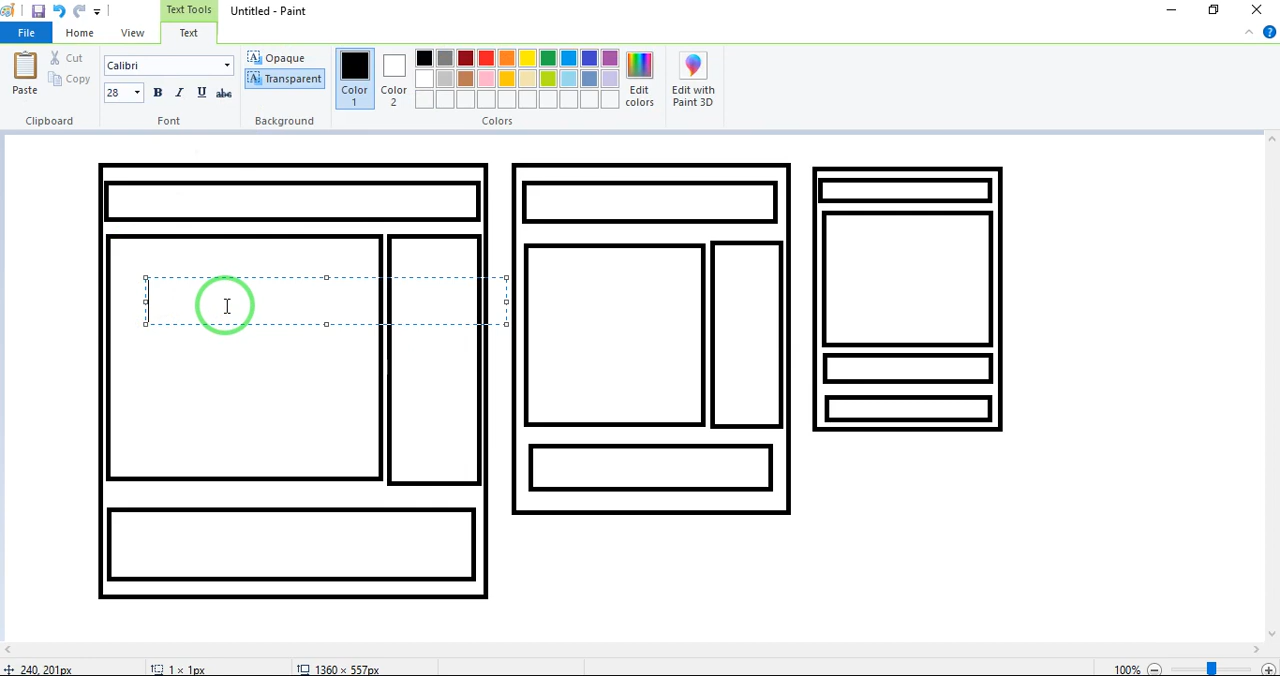 Text Tools
Untitled - Paint
File
Home
View
Text
Paste
Cut
Copy
Clipboard
Calibri
28
B I U abc
Font
Opaque
Transparent
Background
Color 1
Color 2
Edit colors
Colors
Edit with Paint 3D
240, 201px
1 × 1px
1360 × 557px
100%